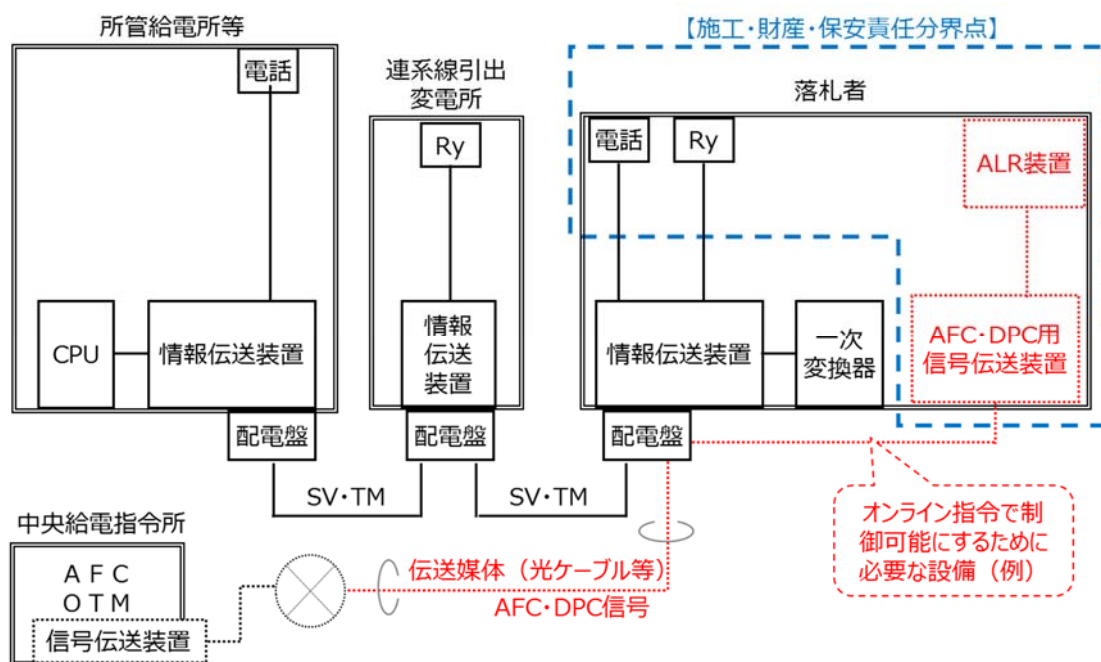 所管給電所等
電話
CPU
情報伝送装置
配電盤
連系線引出
変電所
Ry
情報
伝送
装置
配電盤
【施工・財産・保安責任分界点】
落札者
電話
Ry
ALR装置
情報伝送装置
一次
変換器
AFC・DPC用
信号伝送装置
配電盤
SV・TM
SV・TM
オンライン指令で制
御可能にするために
必要な設備（例）
中央給電指令所
AFC
OTM
信号伝送装置
伝送媒体（光ケーブル等）
AFC・DPC信号